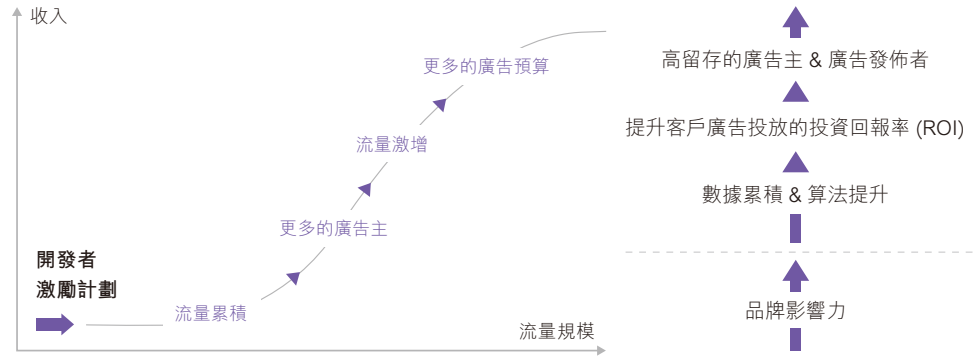 收入
更多的廣告預算
流量激增
更多的廣告主
開發者
激勵計劃
流量累積
流量規模
高留存的廣告主 & 廣告發佈者
提升客戶廣告投放的投資回報率 (ROI)
數據累積 & 算法提升
品牌影響力